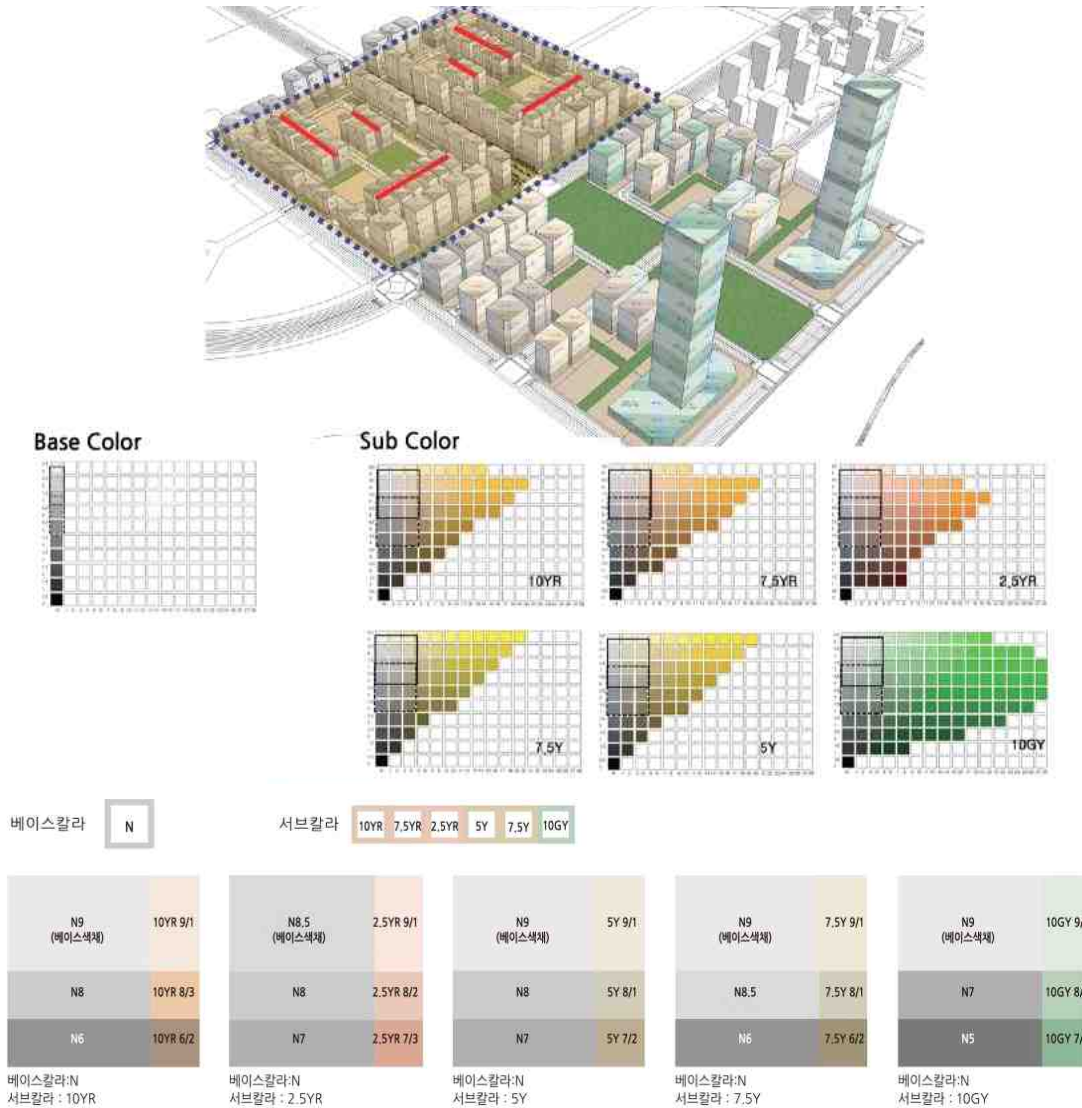 Base Color
Sub Color
10YR
7.5YR
2.5YR
7.5Y
5Y
10GY
베이스칼라
N
서브칼라
10YR 7.5YR 2.5YR 5Y 7.5Y 10GY
N9
(베이스색채)
10YR 9/1
N8
10YR 8/3
N6
10YR 6/2
베이스칼라:N
서브칼라 : 10YR
N8.5
(베이스색채)
2.5YR 9/1
N8
2.5YR 8/2
N7
2.5YR 7/3
베이스칼라:N
서브칼라 : 2.5YR
N9
(베이스색채)
5Y 9/1
N8
5Y 8/1
N7
5Y 7/2
베이스칼라:N
서브칼라 : 5Y
N9
(베이스색채)
7.5Y 9/1
N8.5
7.5Y 8/1
N6
7.5Y 6/2
베이스칼라:N
서브칼라 : 7.5Y
N9
(베이스색채)
10GY 9/
N7
10GY 8/
N5
10GY 7/
베이스칼라:N
서브칼라 : 10GY